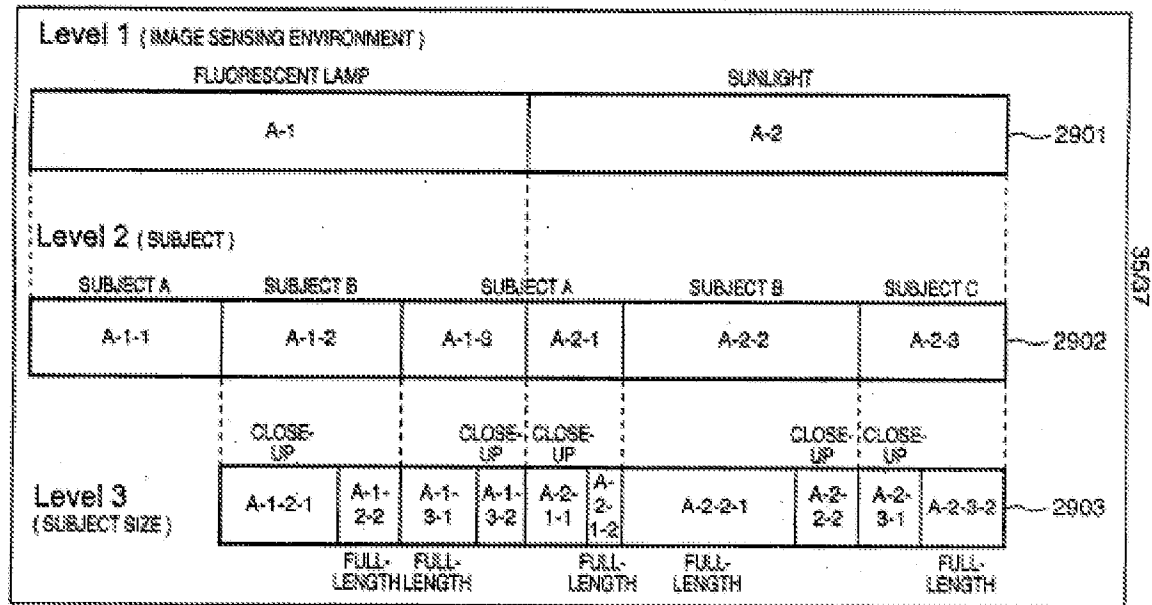 Level 1 (IMAGE SENSING ENVIRONMENT)
FLUORESCENT LAMP SUNLIGHT
A-1 A-2 2901
Level 2 (SUBJECT)
SUBJECT A SUBJECT B SUBJECT A SUBJECT B SUBJECT C
A-1-1 A-1-2 A-1-3 A-2-1 A-2-2 A-2-3 2902
CLOSE- CLOSE- CLOSE- CLOSE- CLOSE-
UP UP UP UP UP
Level 3
(SUBJECT SIZE)
A-1-2-1 A-1-
2-2 A-1-
3-1 A-1-
3-2 A-2-
1-1 A-
2-
1-2 A-2-2-1 A-2-
2-2 A-2-
3-1 A-2-3-2 2903
FULL- FULL- FULL- FULL- FULL-
LENGTH LENGTH LENGTH LENGTH LENGTH
35/37